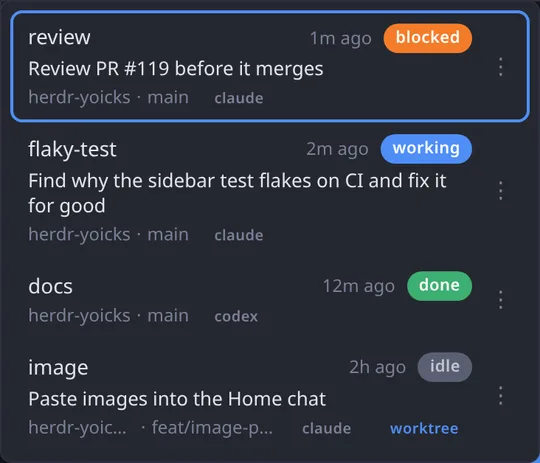 review 1m ago blocked
Review PR #119 before it merges
herdr-yoicks · main claude
flaky-test 2m ago working
Find why the sidebar test flakes on CI and fix it
for good
herdr-yoicks · main claude
docs 12m ago done
herdr-yoicks · main codex
image 2h ago idle
Paste images into the Home chat
herdr-yoic... · feat/image-p... claude worktree